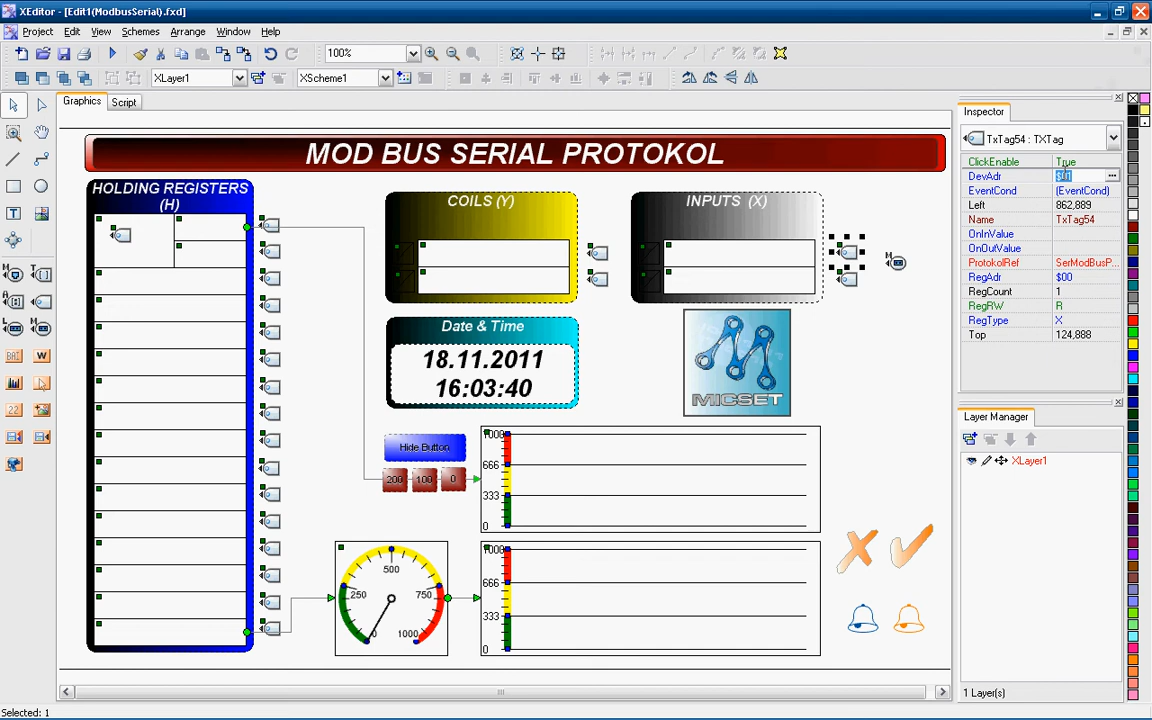 XEditor - [Edit1(ModbusSerial).fxd]
Project Edit View Schemes Arrange Window Help
100%
XLayer1
XScheme1
Graphics
Script
MOD BUS SERIAL PROTOKOL
HOLDING REGISTERS
(H)
COILS (Y)
INPUTS (X)
Date & Time
18.11.2011
16:03:40
MICSET
Hide Button
200
100
0
1000
666
333
0
1000
666
333
0
0
250
500
750
1000
Inspector
TxTag54 : TXTag
ClickEnable True
DevAdr $01
EventCond (EventCond)
Left 862,889
Name TxTag54
OnInValue
OnOutValue
ProtokolRef SerModBusP...
RegAdr $00
RegCount 1
RegRW R
RegType X
Top 124,888
Layer Manager
XLayer1
1 Layer(s)
Selected: 1